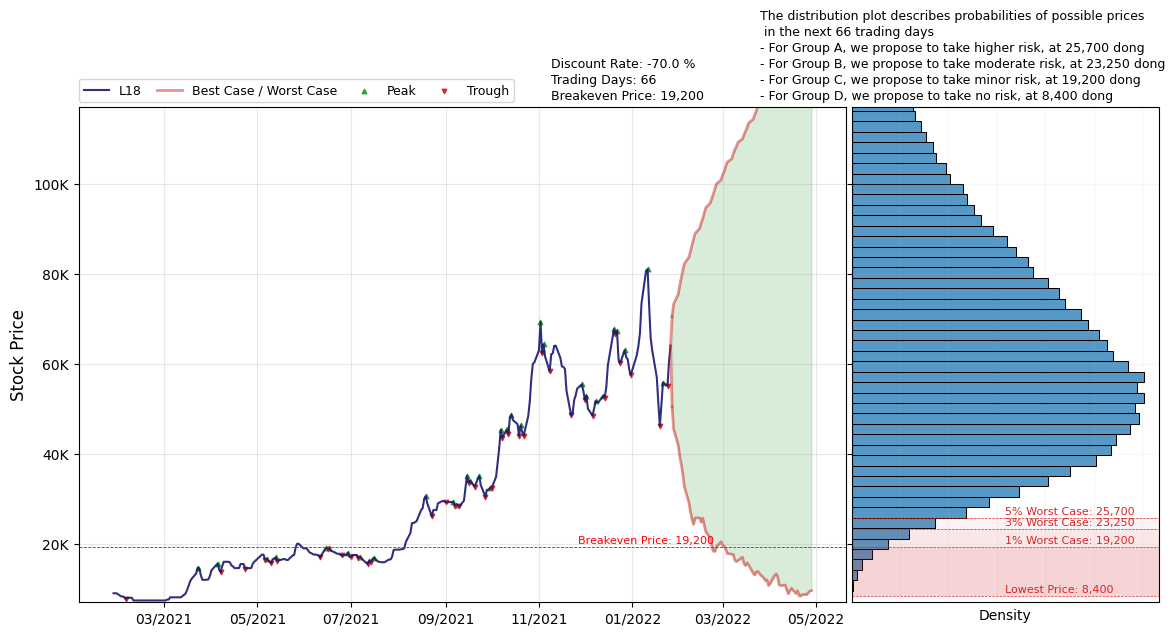 The distribution plot describes probabilities of possible prices
in the next 66 trading days
- For Group A, we propose to take higher risk, at 25,700 dong
- For Group B, we propose to take moderate risk, at 23,250 dong
- For Group C, we propose to take minor risk, at 19,200 dong
- For Group D, we propose to take no risk, at 8,400 dong
Discount Rate: -70.0 %
Trading Days: 66
Breakeven Price: 19,200
L18
Best Case / Worst Case
Peak
Trough
Stock Price
100K
80K
60K
40K
20K
Breakeven Price: 19,200
03/2021
05/2021
07/2021
09/2021
11/2021
01/2022
03/2022
05/2022
5% Worst Case: 25,700
3% Worst Case: 23,250
1% Worst Case: 19,200
Lowest Price: 8,400
Density